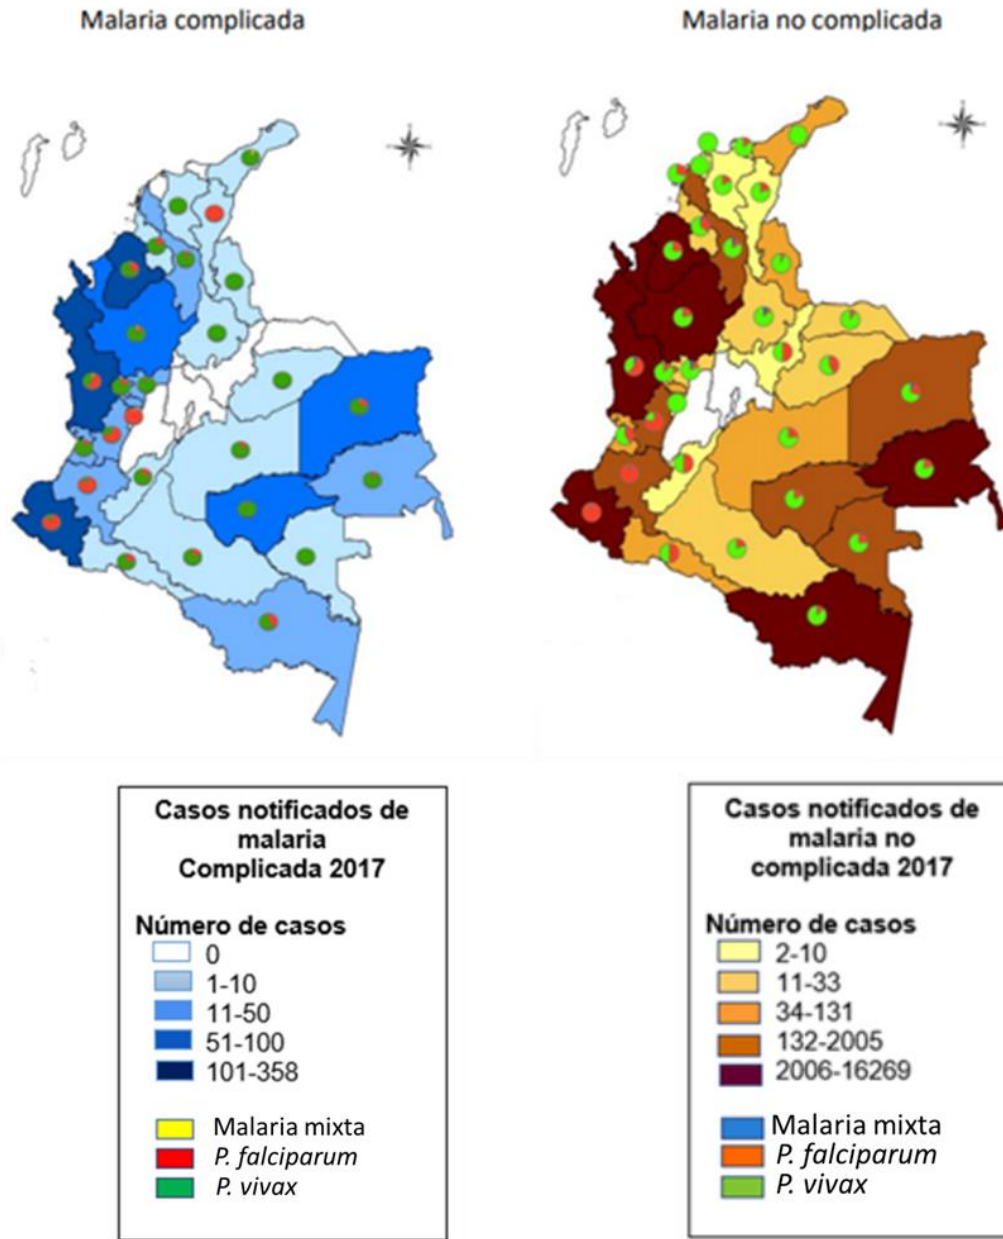 Malaria complicada
Malaria no complicada
Casos notificados de
malaria
Complicada 2017
Número de casos
0
1-10
11-50
51-100
101-358
Malaria mixta
P. falciparum
P. vivax
Casos notificados de
malaria no
complicada 2017
Número de casos
2-10
11-33
34-131
132-2005
2006-16269
Malaria mixta
P. falciparum
P. vivax